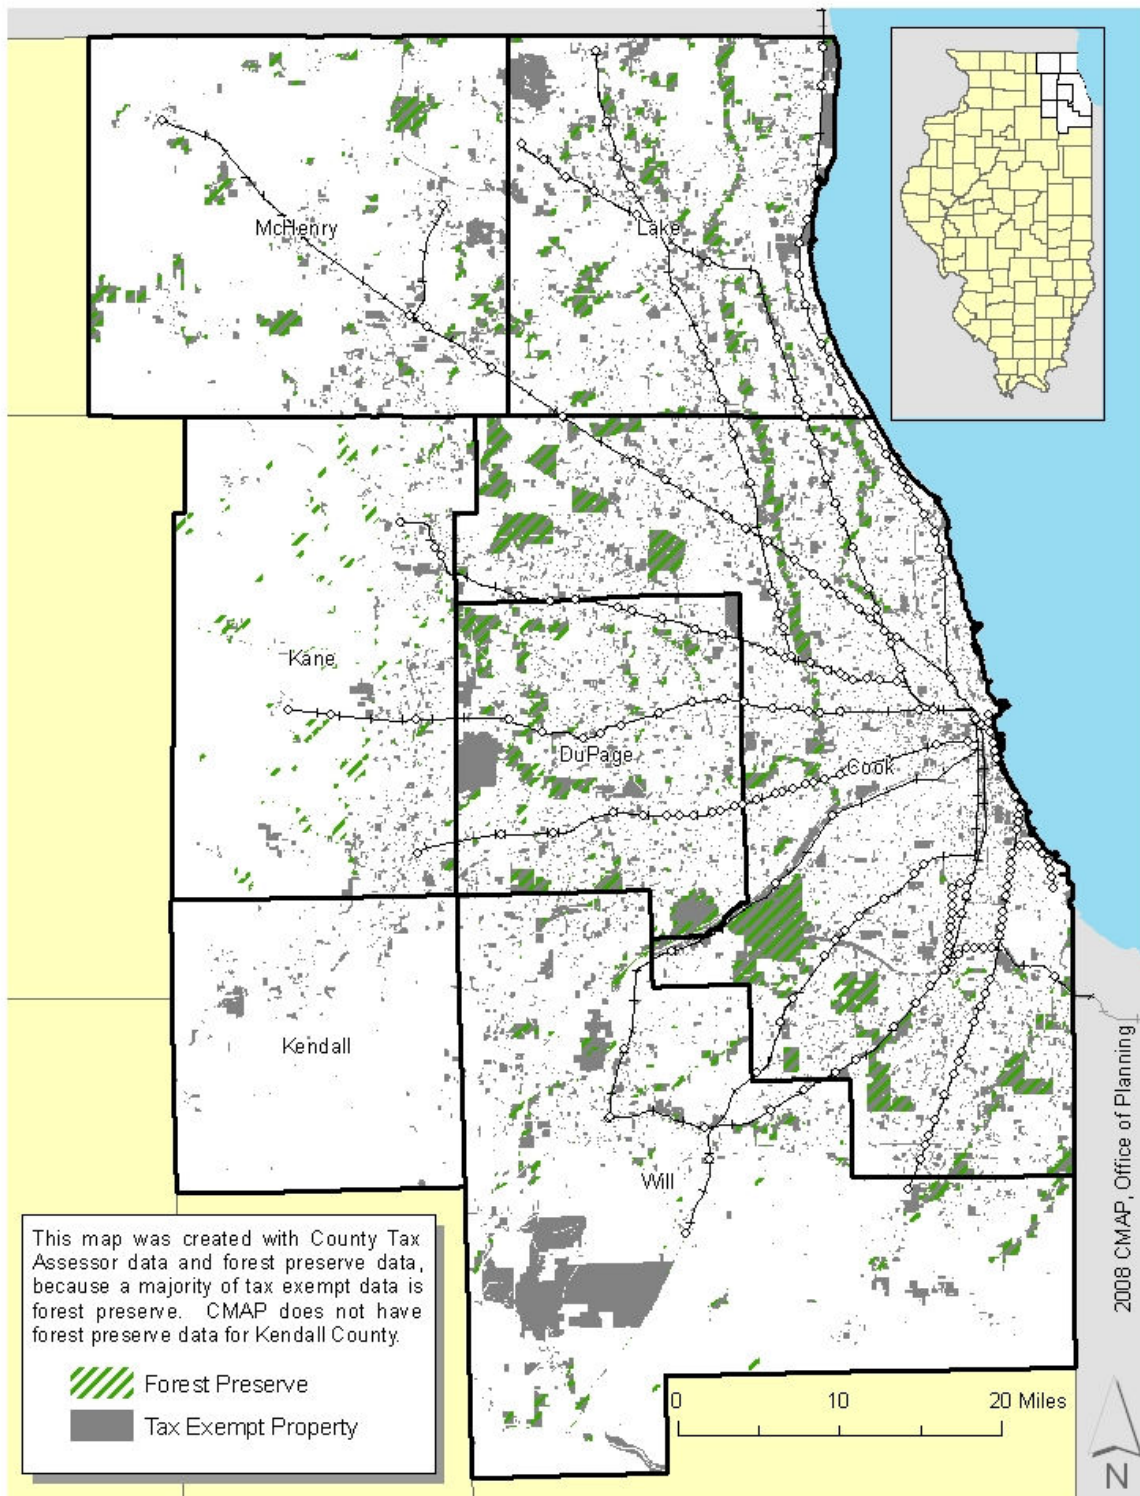 McHenry
Lake
Kane
DuPage
Cook
Kendall
Will
This map was created with County Tax
Assessor data and forest preserve data,
because a majority of tax exempt data is
forest preserve. CMAP does not have
forest preserve data for Kendall County.
Forest Preserve
Tax Exempt Property
0 10 20 Miles
2008 CMAP, Office of Planning
N